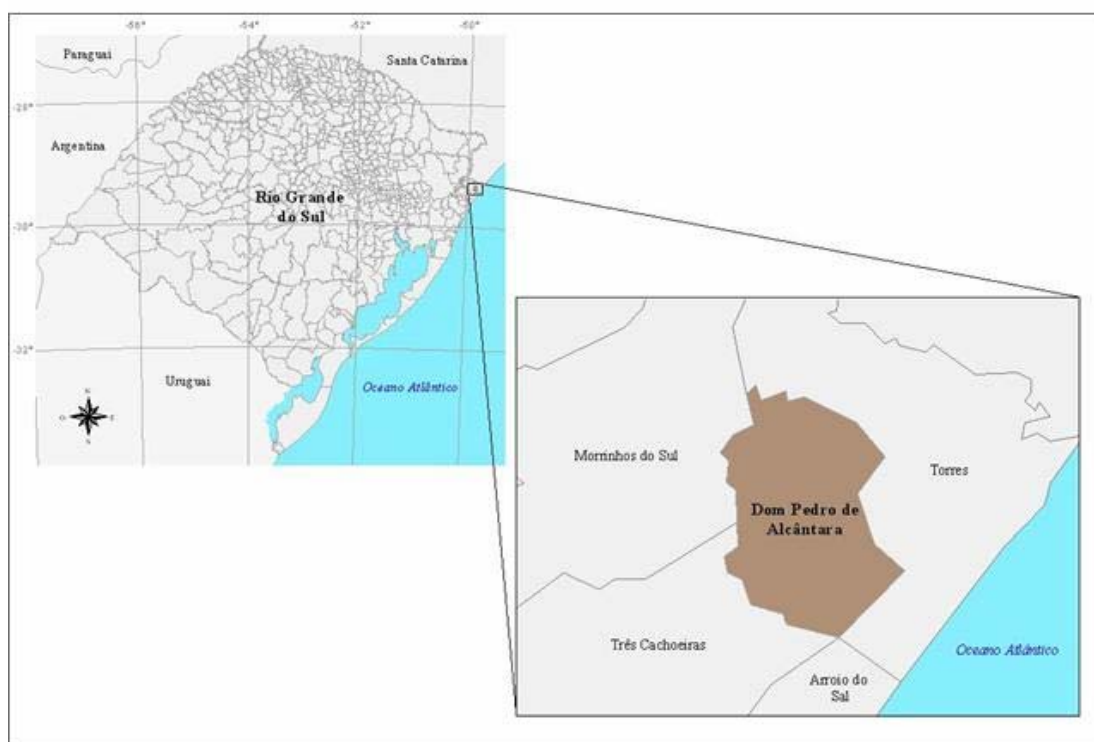 -56°
-54°
-52°
-50°
Paraguai
Santa Catarina
-28°
Argentina
Rio Grande
do Sul
-30°
-32°
Uruguai
Oceano Atlântico
N
O
E
S
Morrinhos do Sul
Torres
Dom Pedro de
Alcântara
Três Cachoeiras
Oceano Atlântico
Arroio do
Sal